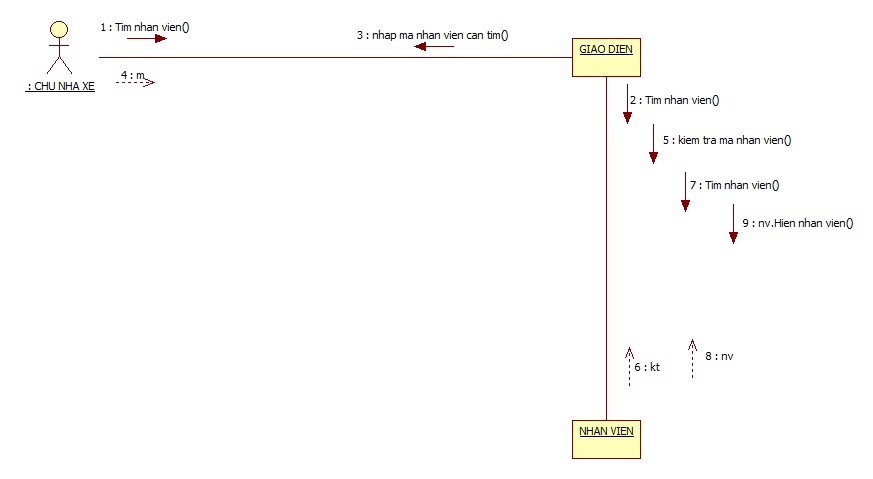 1 : Tim nhan vien()
3 : nhap ma nhan vien can tim()
GIAO DIEN
4 : m
: CHU NHA XE
2 : Tim nhan vien()
5 : kiem tra ma nhan vien()
7 : Tim nhan vien()
9 : nv.Hien nhan vien()
8 : nv
6 : kt
NHAN VIEN